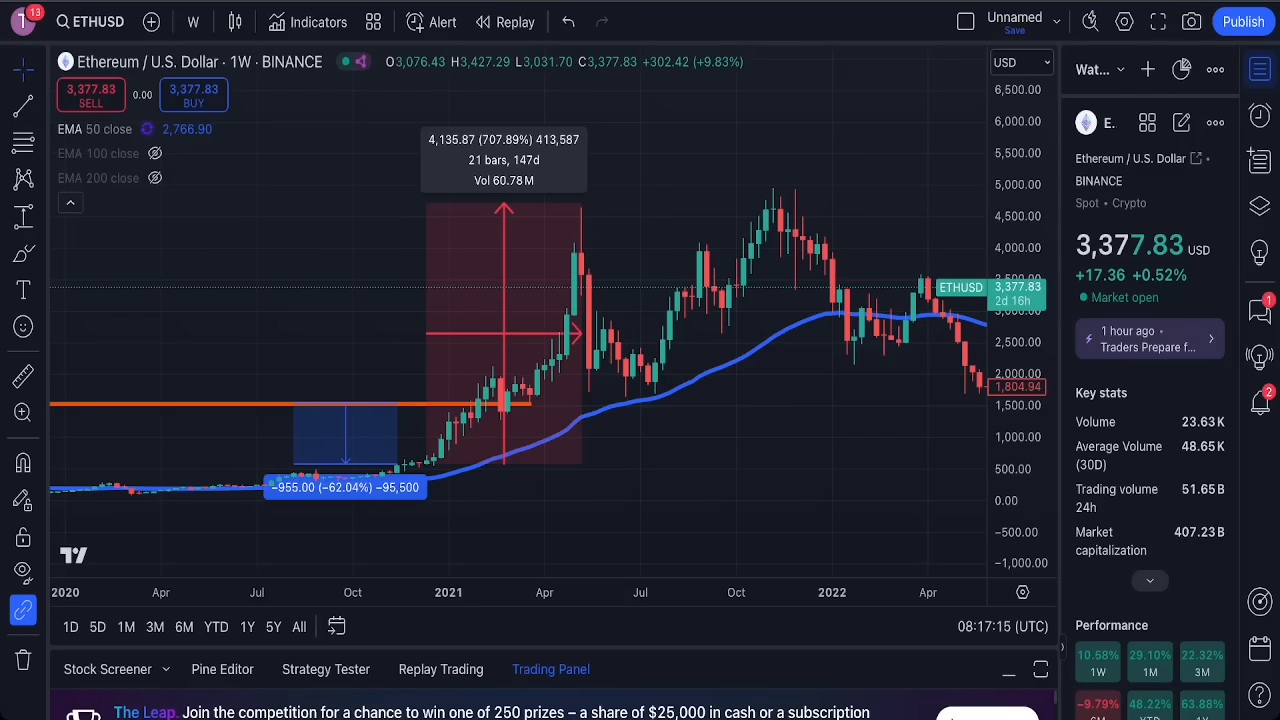 T 13 ETHUSD W Indicators Alert Replay Unnamed Save Publish
Ethereum / U.S. Dollar · 1W · BINANCE O3,076.43 H3,427.29 L3,031.70 C3,377.83 +302.42 (+9.83%)
3,377.83 SELL 0.00 3,377.83 BUY
EMA 50 close 2,766.90
EMA 100 close
EMA 200 close
4,135.87 (707.89%) 413,587
21 bars, 147d
Vol 60.78M
−955.00 (−62.04%) −95,500
USD
6,500.00
6,000.00
5,500.00
5,000.00
4,500.00
4,000.00
3,500.00
ETHUSD 3,377.83
2d 16h
3,000.00
2,500.00
2,000.00
1,804.94
1,500.00
1,000.00
500.00
0.00
−500.00
−1,000.00
2020 Apr Jul Oct 2021 Apr Jul Oct 2022 Apr
1D 5D 1M 3M 6M YTD 1Y 5Y All 08:17:15 (UTC)
Stock Screener Pine Editor Strategy Tester Replay Trading Trading Panel
The Leap. Join the competition for a chance to win one of 250 prizes – a share of $25,000 in cash or a subscription
Wat...
E..
Ethereum / U.S. Dollar •
BINANCE
Spot • Crypto
3,377.83 USD
+17.36 +0.52%
Market open
1 hour ago •
Traders Prepare f...
Key stats
Volume 23.63K
Average Volume (30D) 48.65K
Trading volume 24h 51.65B
Market capitalization 407.23B
Performance
10.58% 29.10% 22.32%
1W 1M 3M
−9.79% 48.22% 63.88%
1
2